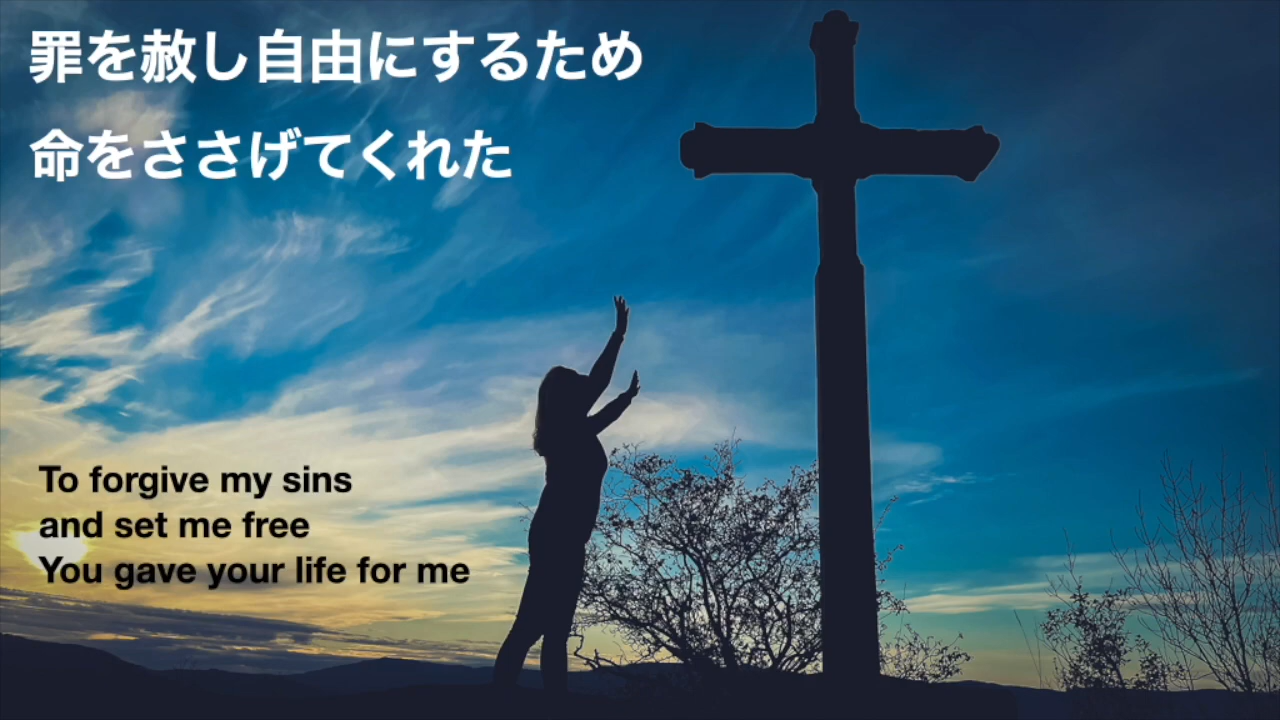 罪を赦し自由にするため
命をささげてくれた
To forgive my sins
and set me free
You gave your life for me